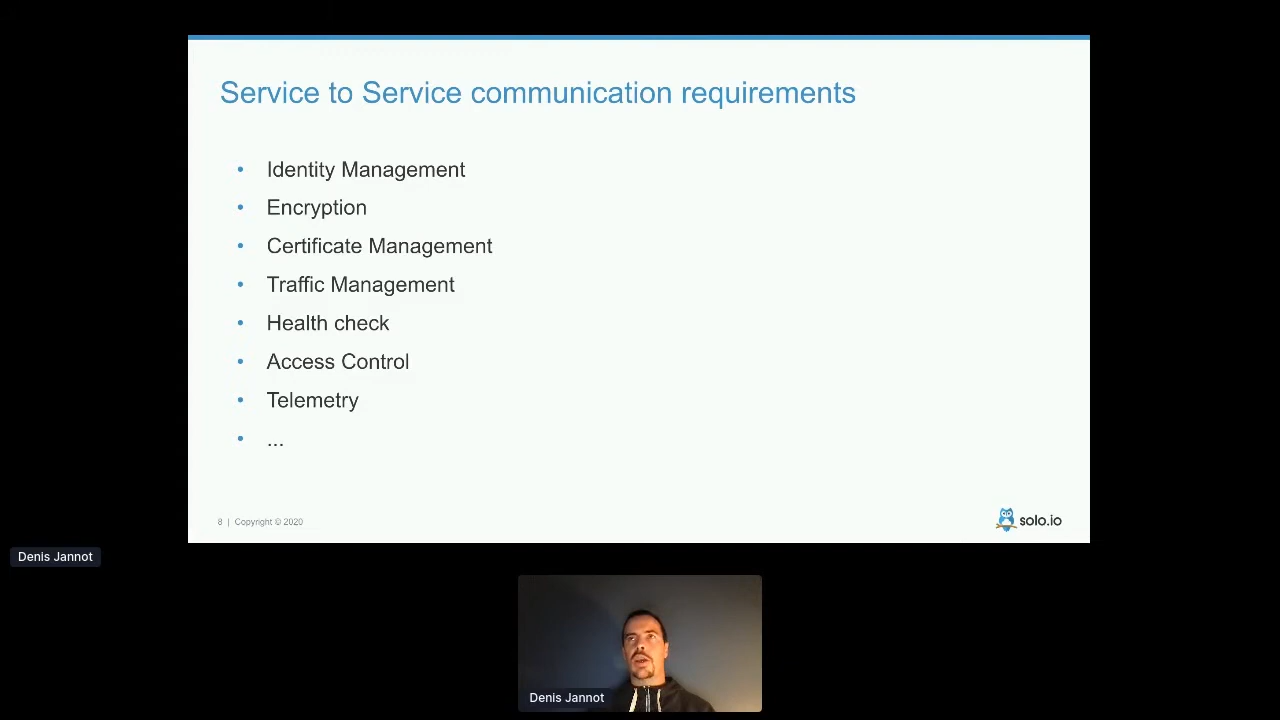 Service to Service communication requirements
• Identity Management
• Encryption
• Certificate Management
• Traffic Management
• Health check
• Access Control
• Telemetry
• ...
8 | Copyright © 2020
solo.io
Denis Jannot
Denis Jannot